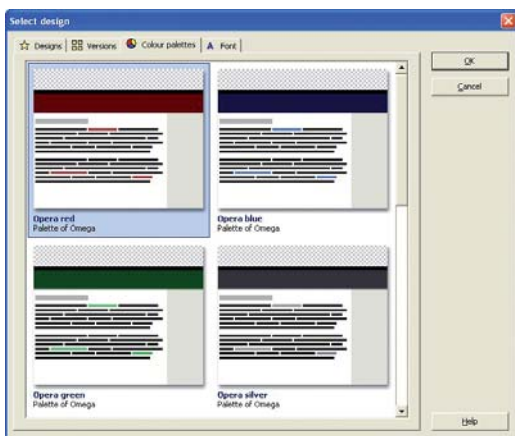 Select design
Designs
Versions
Colour palettes
Font
OK
Cancel
Opera red
Palette of Omega
Opera blue
Palette of Omega
Opera green
Palette of Omega
Opera silver
Palette of Omega
Help